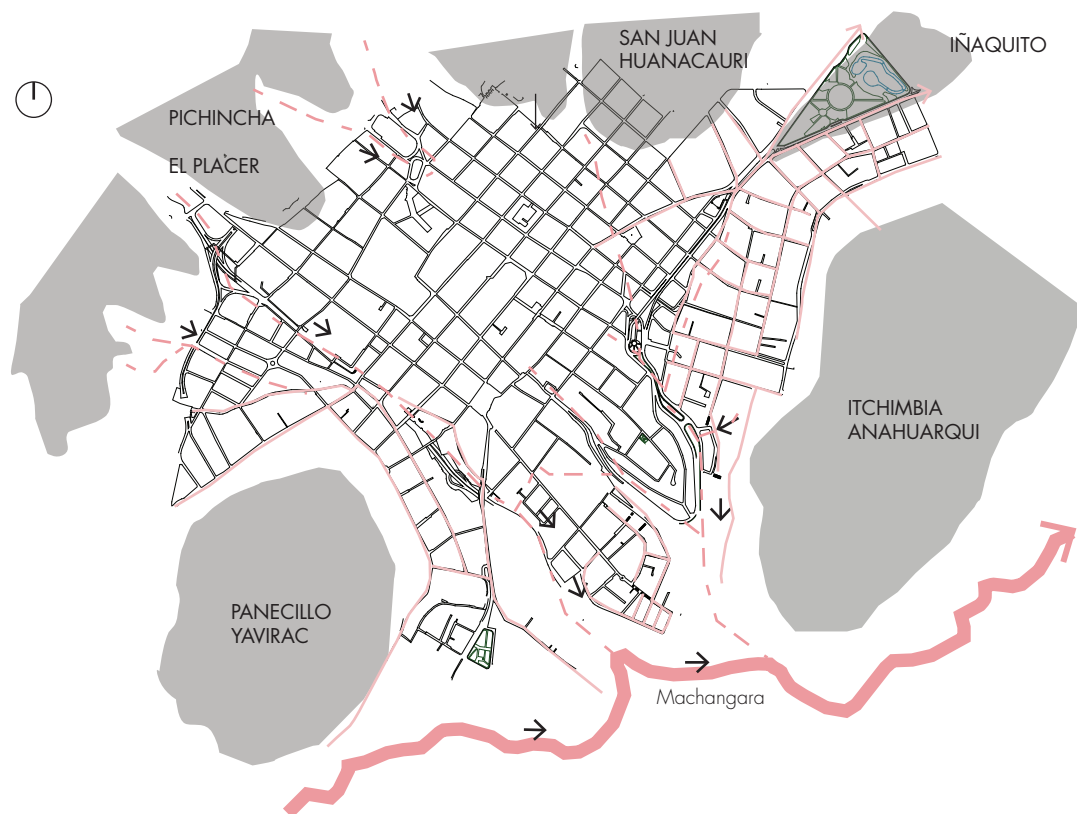 SAN JUAN
HUANACAURI
IÑAQUITO
PICHINCHA
EL PLACER
ITCHIMBIA
ANAHUARQUI
PANECILLO
YAVIRAC
Machangara